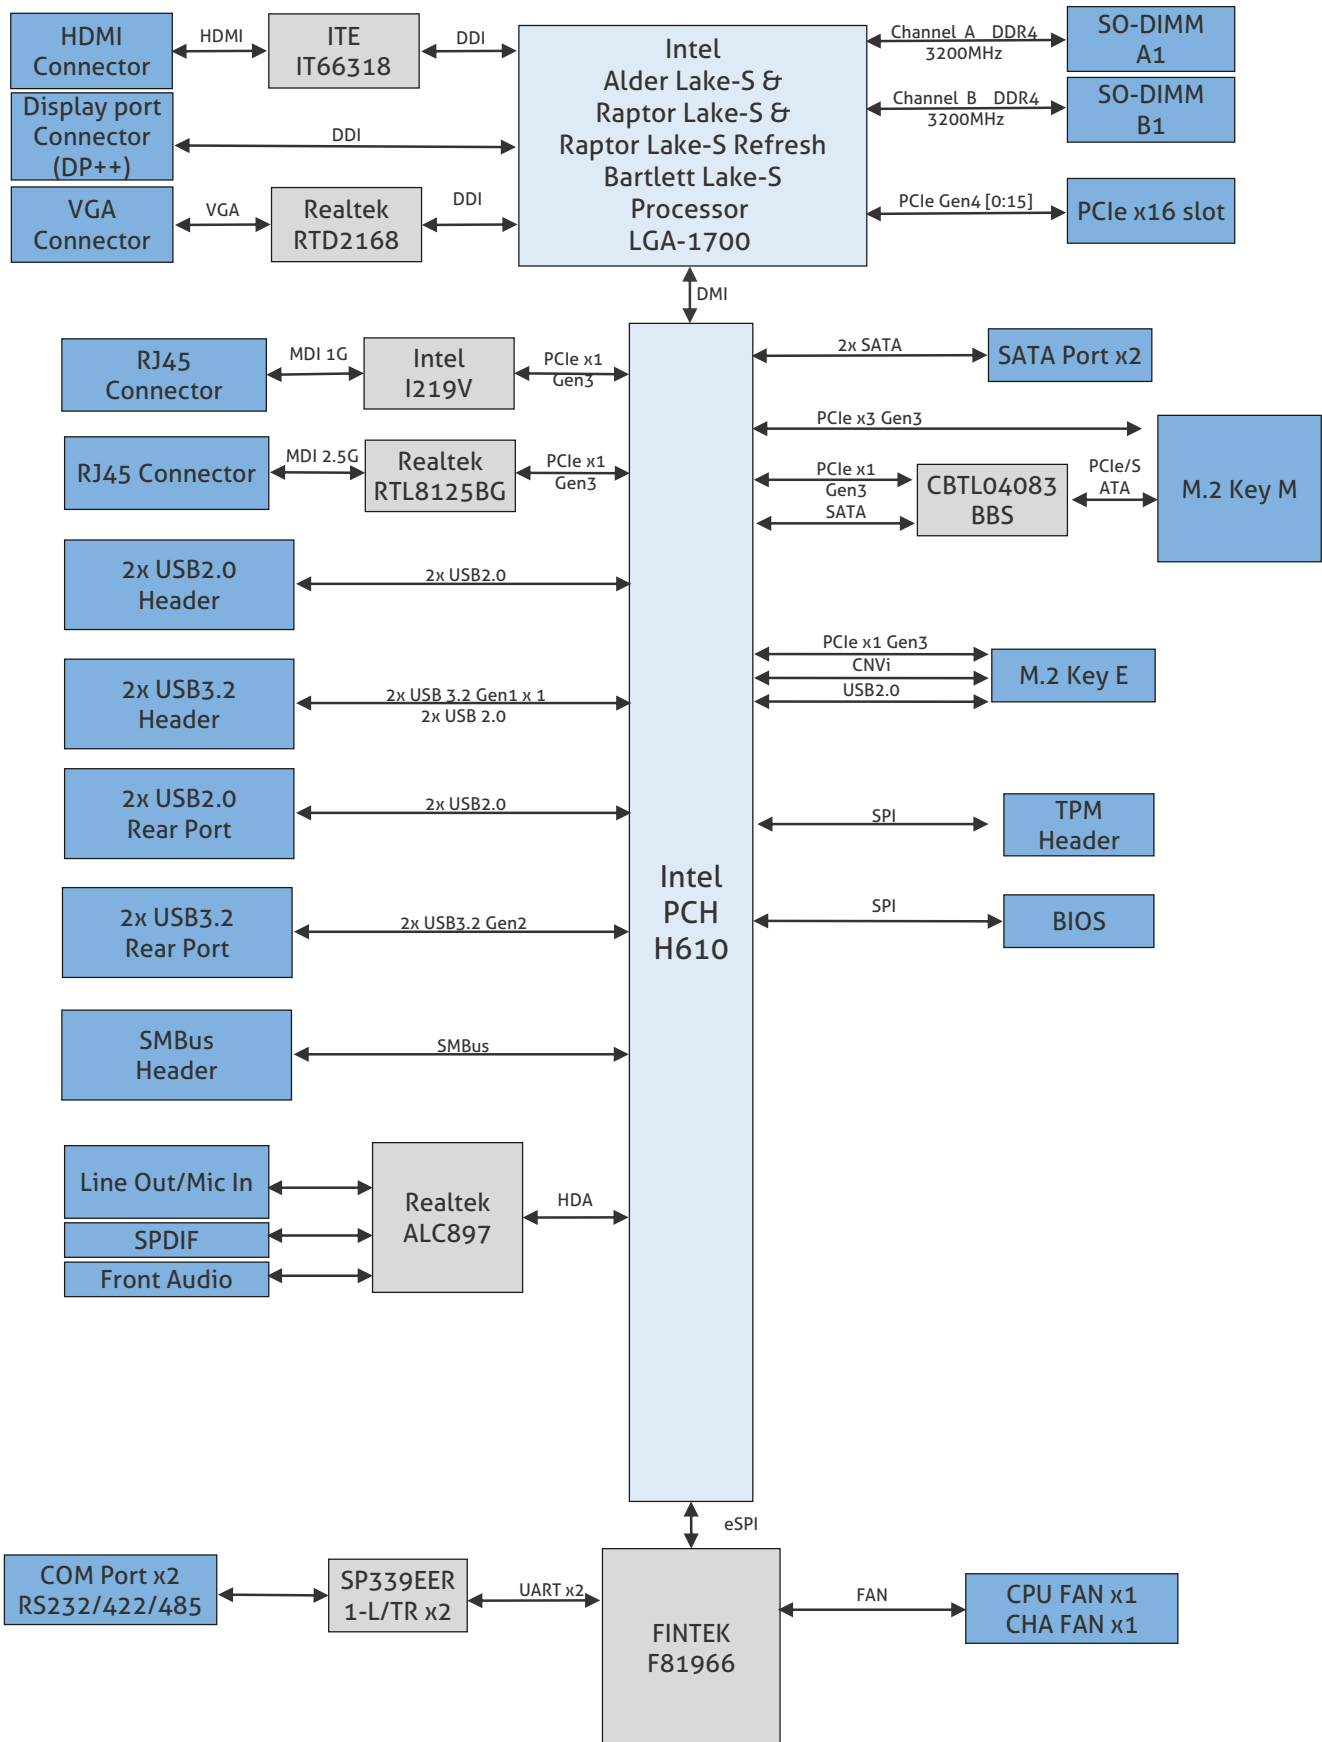 HDMI
Connector
HDMI
ITE
IT66318
DDI
Display port
Connector
(DP++)
DDI
VGA
Connector
VGA
Realtek
RTD2168
DDI
Intel
Alder Lake-S &
Raptor Lake-S &
Raptor Lake-S Refresh
Bartlett Lake-S
Processor
LGA-1700
Channel A DDR4
3200MHz
SO-DIMM
A1
Channel B DDR4
3200MHz
SO-DIMM
B1
PCIe Gen4 [0:15]
PCIe x16 slot
DMI
RJ45
Connector
MDI 1G
Intel
I219V
PCIe x1
Gen3
RJ45 Connector
MDI 2.5G
Realtek
RTL8125BG
PCIe x1
Gen3
2x USB2.0
Header
2x USB2.0
2x USB3.2
Header
2x USB 3.2 Gen1 x 1
2x USB 2.0
2x USB2.0
Rear Port
2x USB2.0
2x USB3.2
Rear Port
2x USB3.2 Gen2
SMBus
Header
SMBus
Line Out/Mic In
SPDIF
Front Audio
Realtek
ALC897
HDA
Intel
PCH
H610
2x SATA
SATA Port x2
PCIe x3 Gen3
PCIe x1
Gen3
SATA
CBTL04083
BBS
PCIe/S
ATA
M.2 Key M
PCIe x1 Gen3
CNVi
USB2.0
M.2 Key E
SPI
TPM
Header
SPI
BIOS
eSPI
COM Port x2
RS232/422/485
SP339EER
1-L/TR x2
UART x2
FINTEK
F81966
FAN
CPU FAN x1
CHA FAN x1